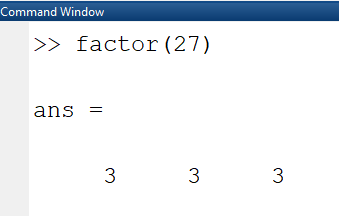 Command Window
>> factor(27)
ans =
3 3 3